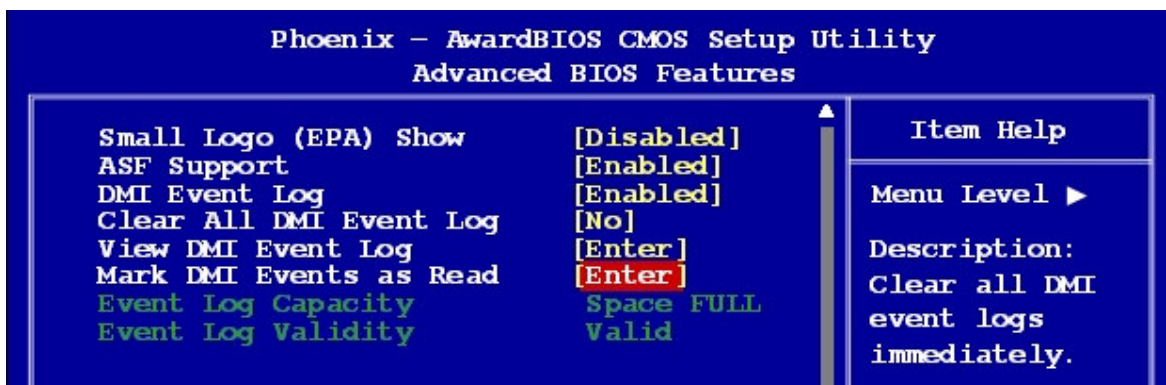 Phoenix – AwardBIOS CMOS Setup Utility
Advanced BIOS Features
Small Logo (EPA) Show [Disabled]
ASF Support [Enabled]
DMI Event Log [Enabled]
Clear All DMI Event Log [No]
View DMI Event Log [Enter]
Mark DMI Events as Read [Enter]
Event Log Capacity Space FULL
Event Log Validity Valid
Item Help
Menu Level ▶
Description:
Clear all DMI
event logs
immediately.